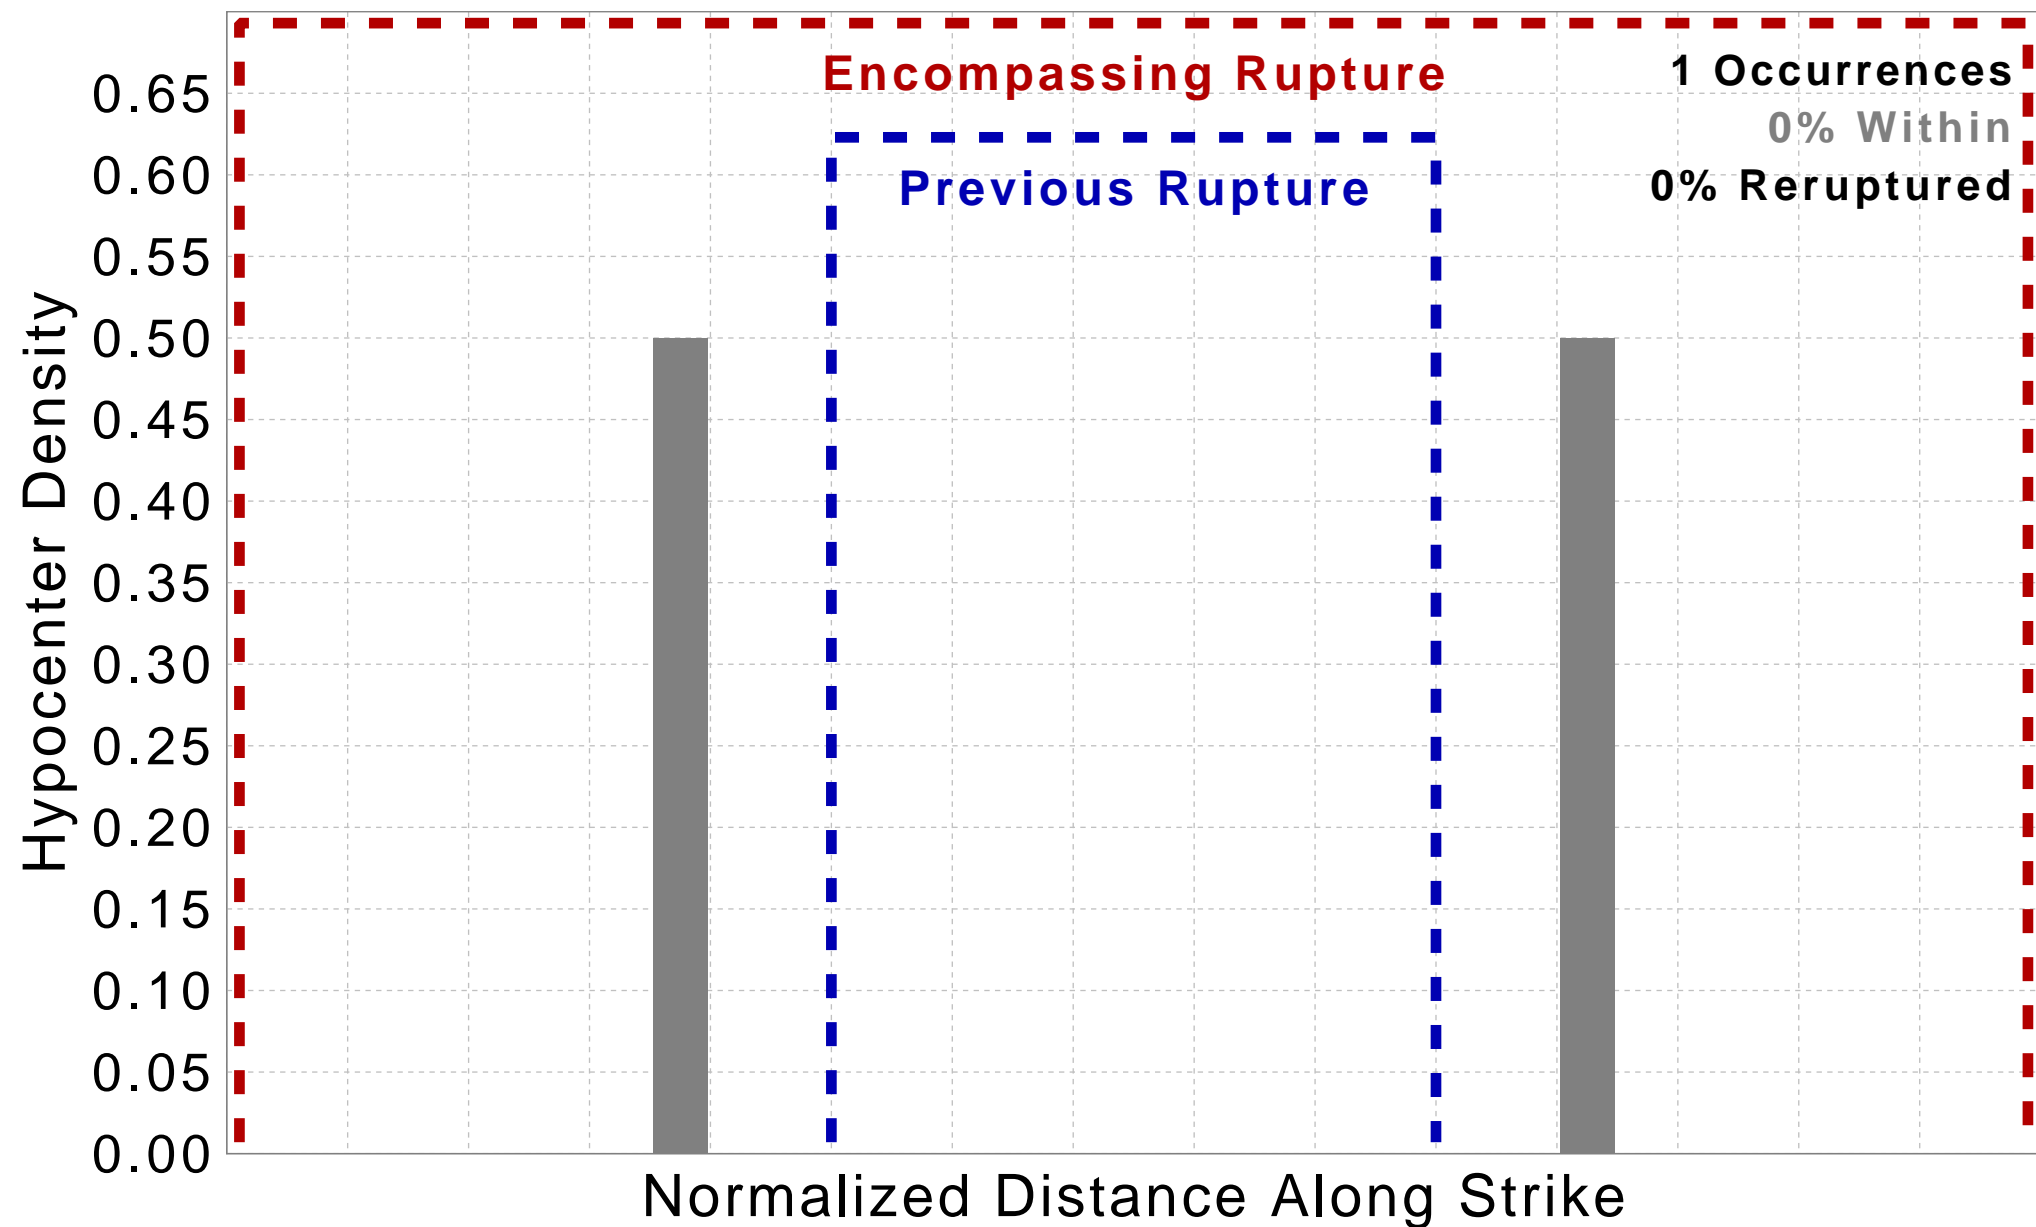 Encompassing Rupture
Previous Rupture
1 Occurrences
0% Within
0% Reruptured
Hypocenter Density
0.65
0.60
0.55
0.50
0.45
0.40
0.35
0.30
0.25
0.20
0.15
0.10
0.05
0.00
Normalized Distance Along Strike